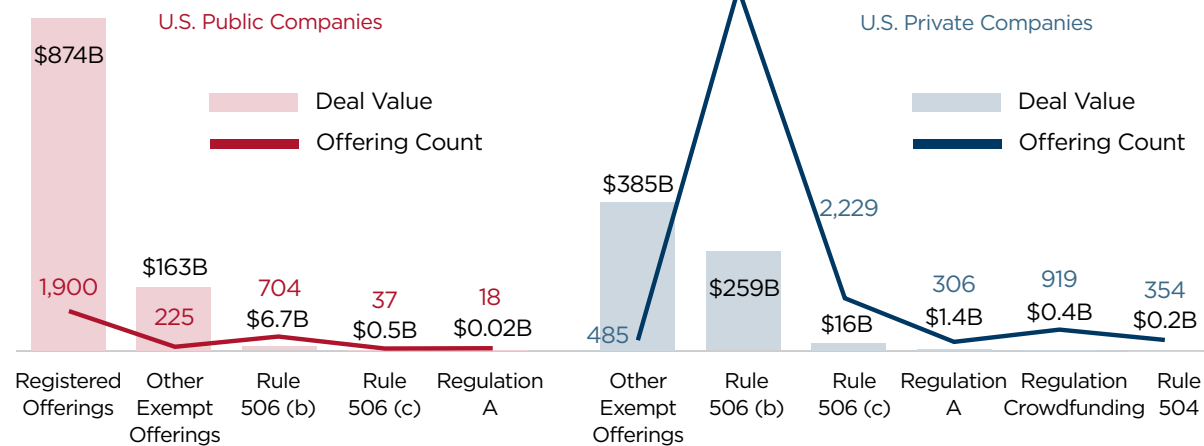 U.S. Public Companies
$874B
Deal Value
Offering Count
1,900
$163B
225
704
$6.7B
37
$0.5B
18
$0.02B
Registered
Offerings
Other
Exempt
Offerings
Rule
506 (b)
Rule
506 (c)
Regulation
A
U.S. Private Companies
Deal Value
Offering Count
$385B
485
$259B
2,229
$16B
306
$1.4B
919
$0.4B
354
$0.2B
Other
Exempt
Offerings
Rule
506 (b)
Rule
506 (c)
Regulation
A
Regulation
Crowdfunding
Rule
504